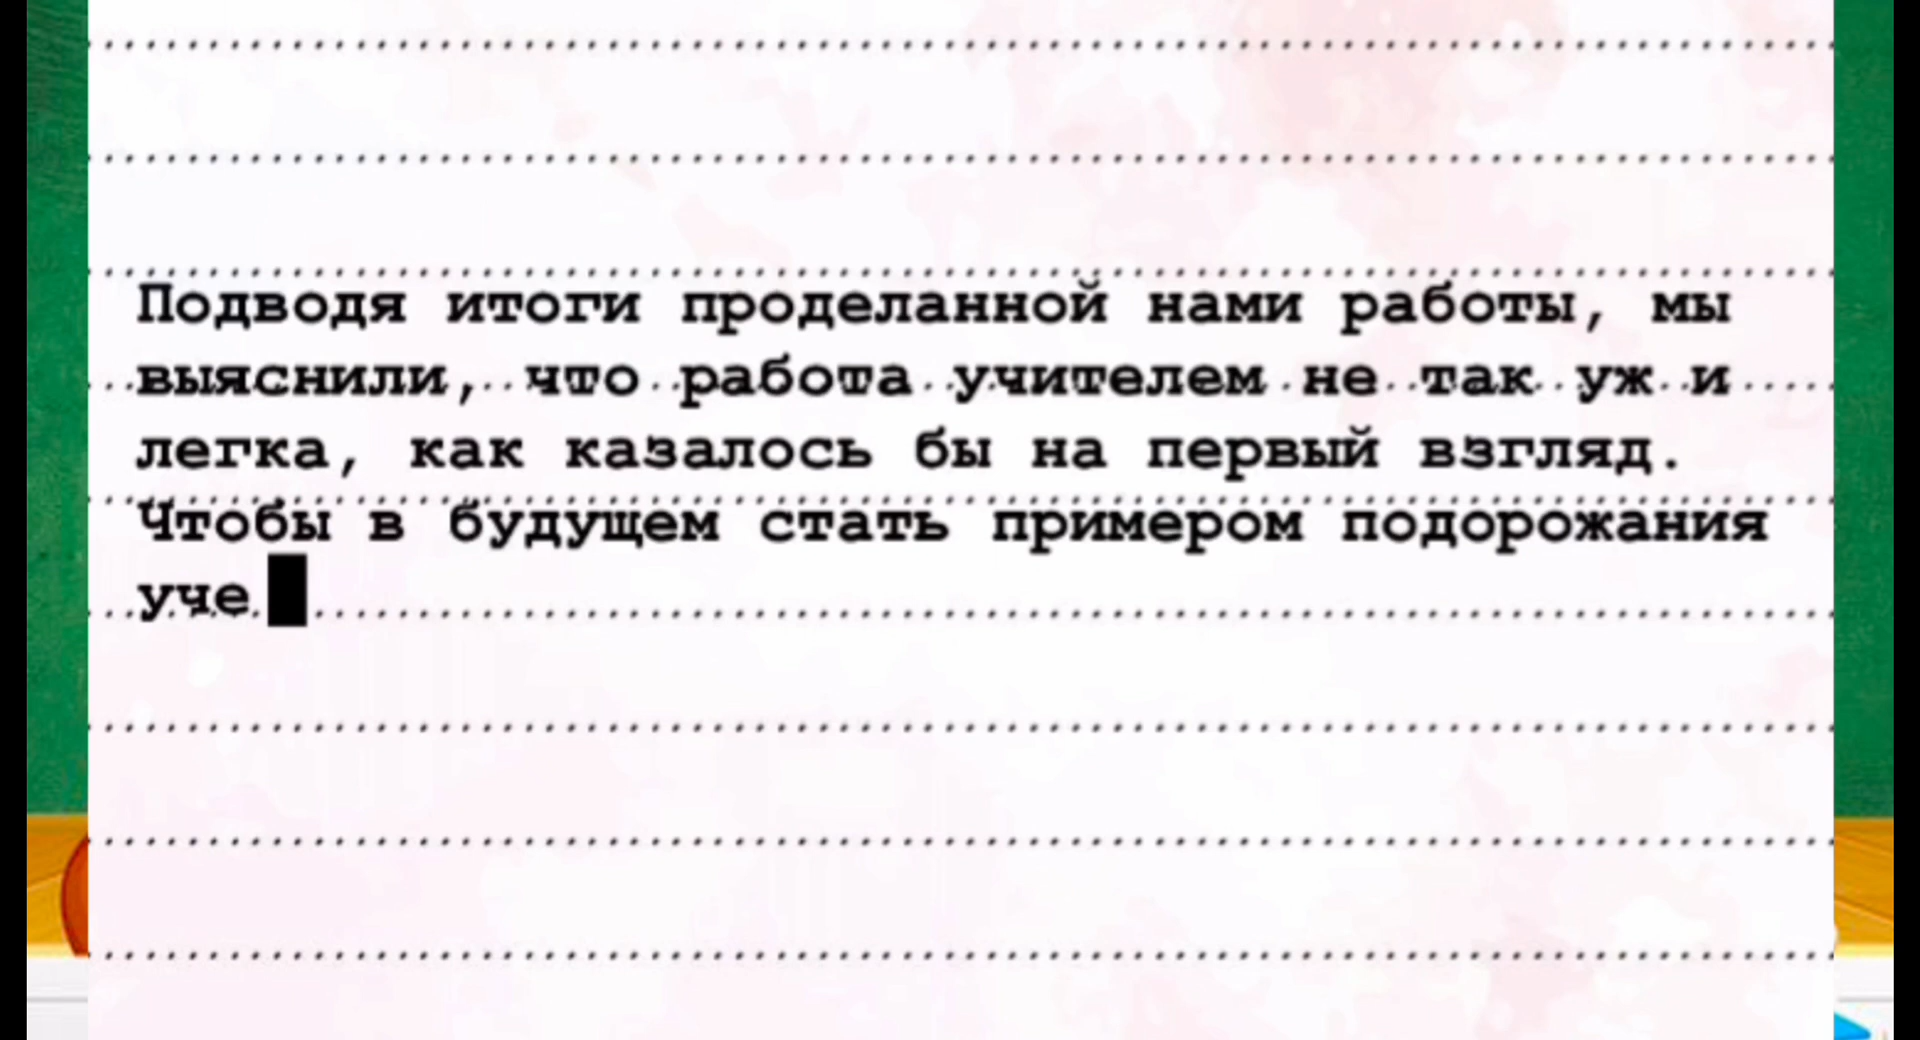 Подводя итоги проделанной нами работы, мы
выяснили, что работа учителем не так уж и
легка, как казалось бы на первый взгляд.
Чтобы в будущем стать примером подорожания
уче